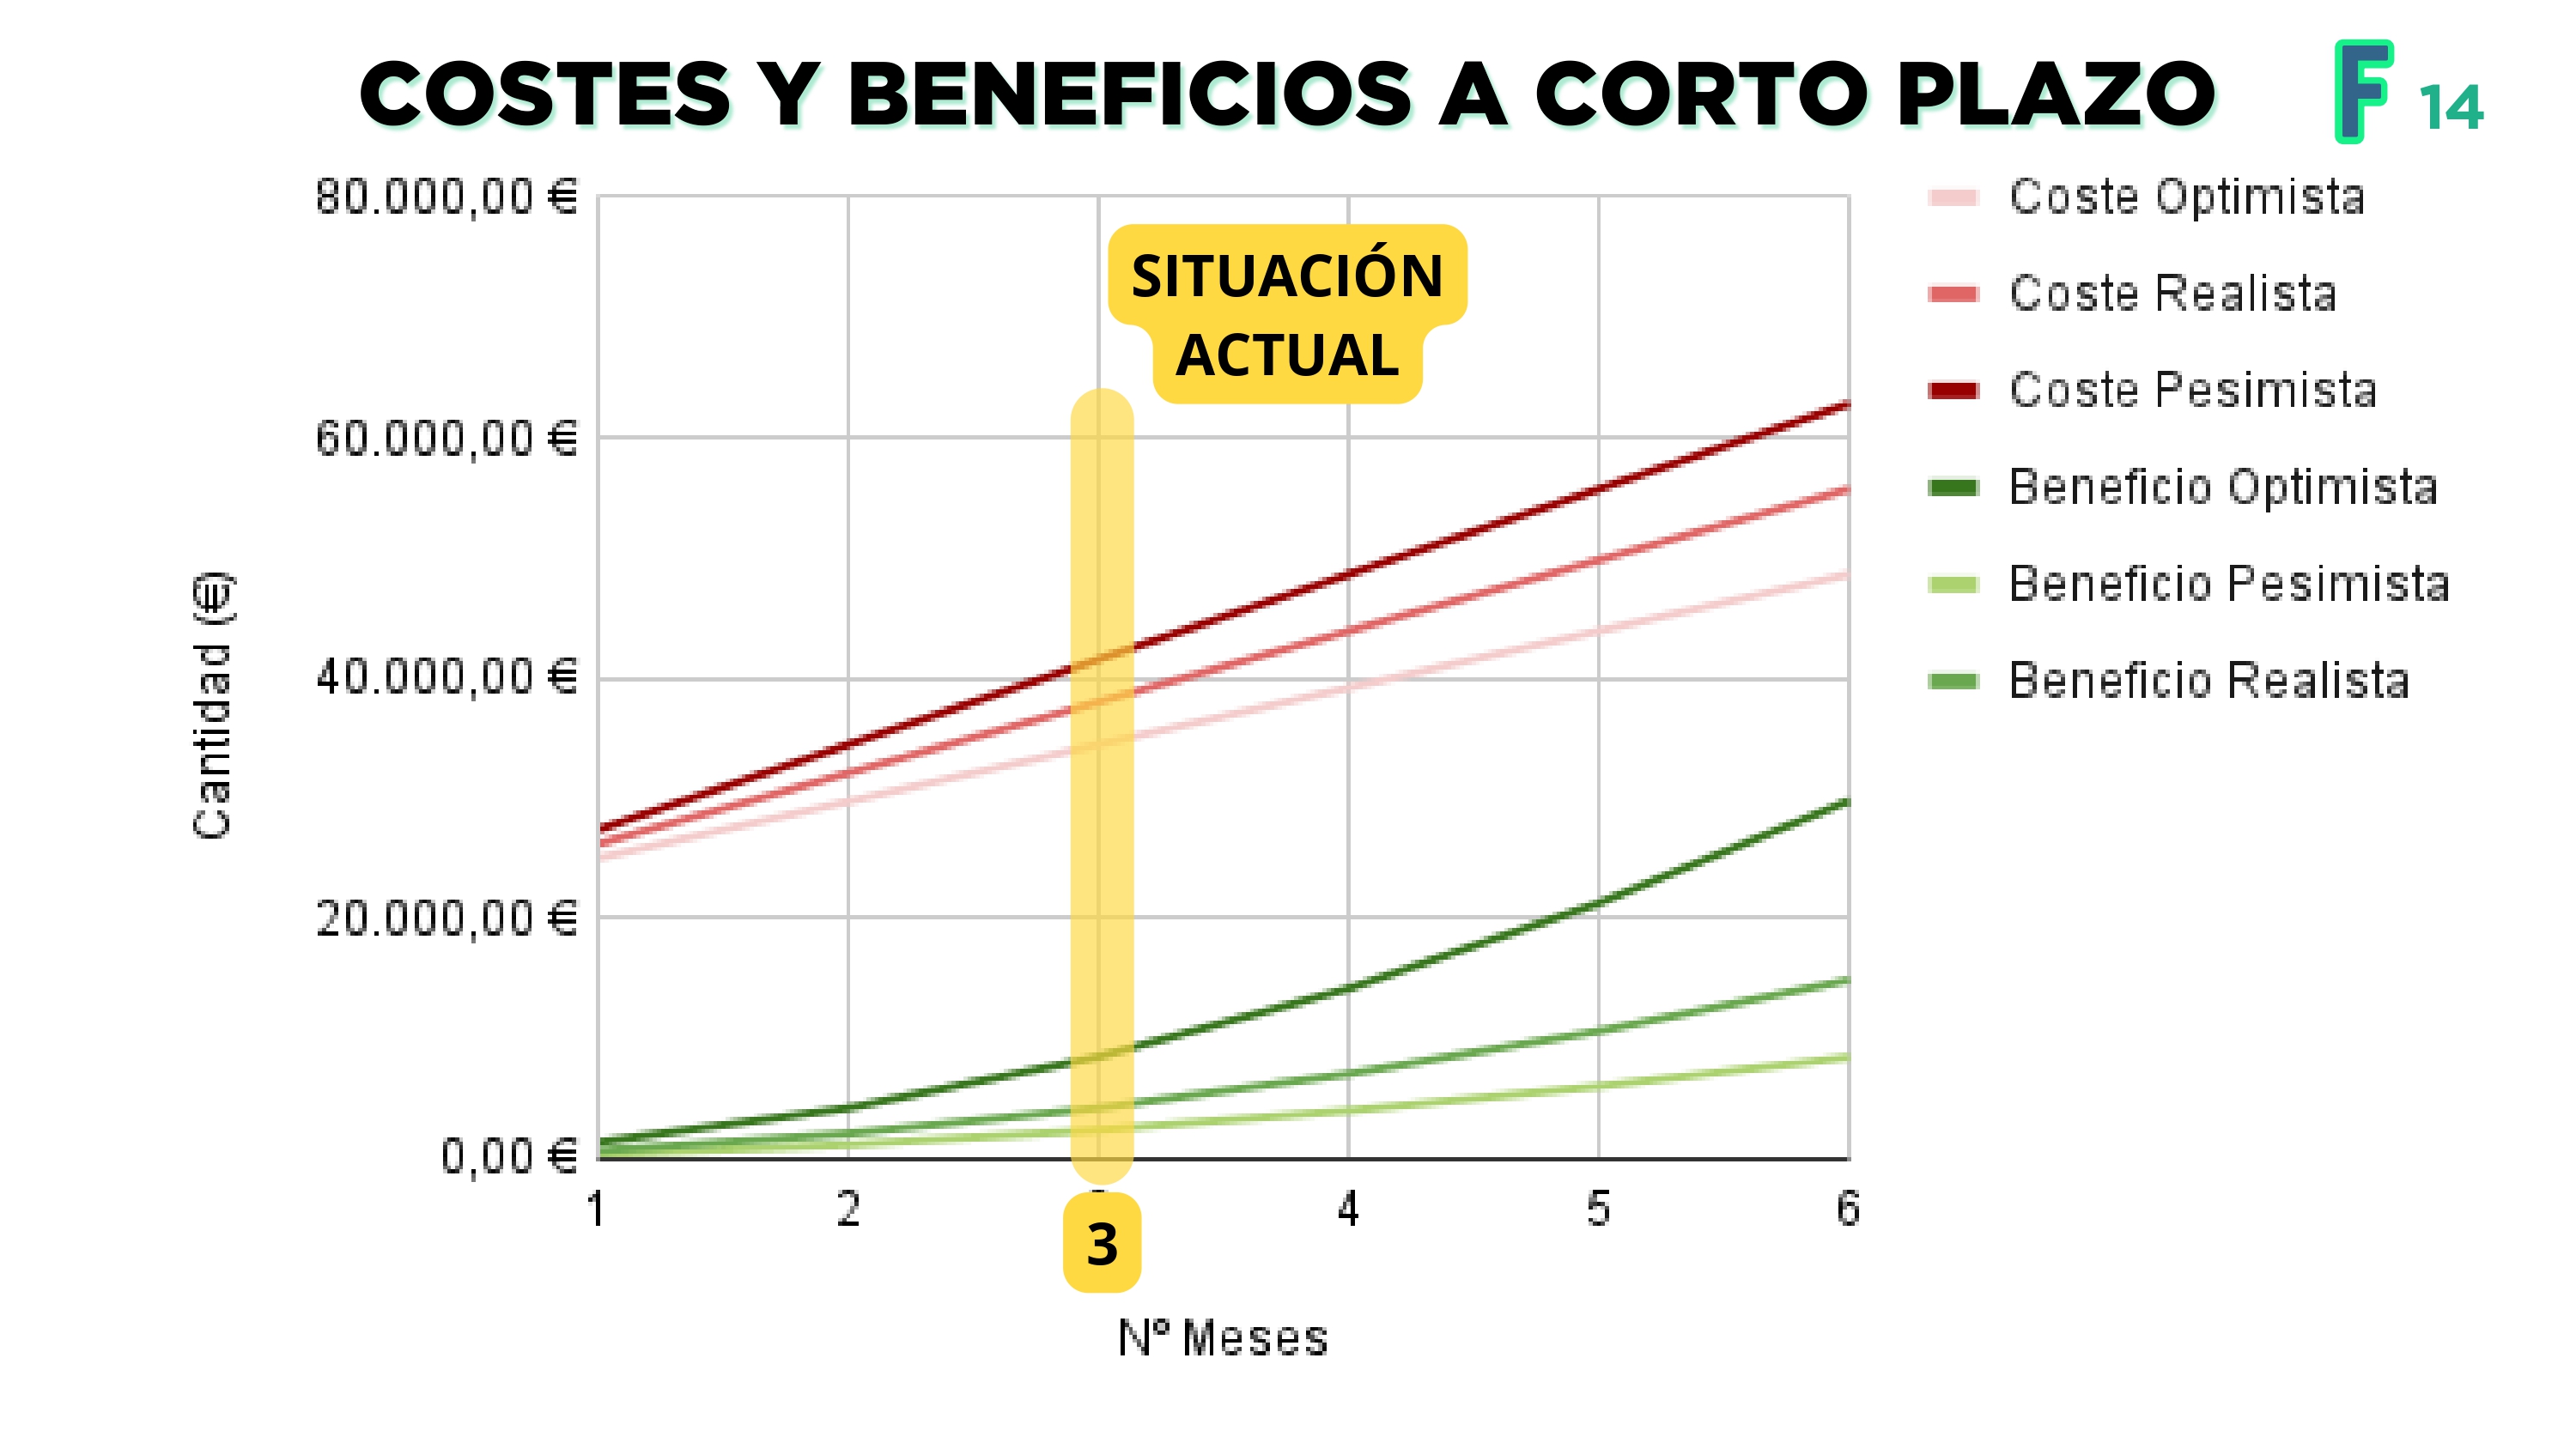 COSTES Y BENEFICIOS A CORTO PLAZO
F 14
80.000,00 €
60.000,00 €
40.000,00 €
20.000,00 €
0,00 €
Cantidad (€)
SITUACIÓN
ACTUAL
1 2 3 4 5 6
Nº Meses
Coste Optimista
Coste Realista
Coste Pesimista
Beneficio Optimista
Beneficio Pesimista
Beneficio Realista